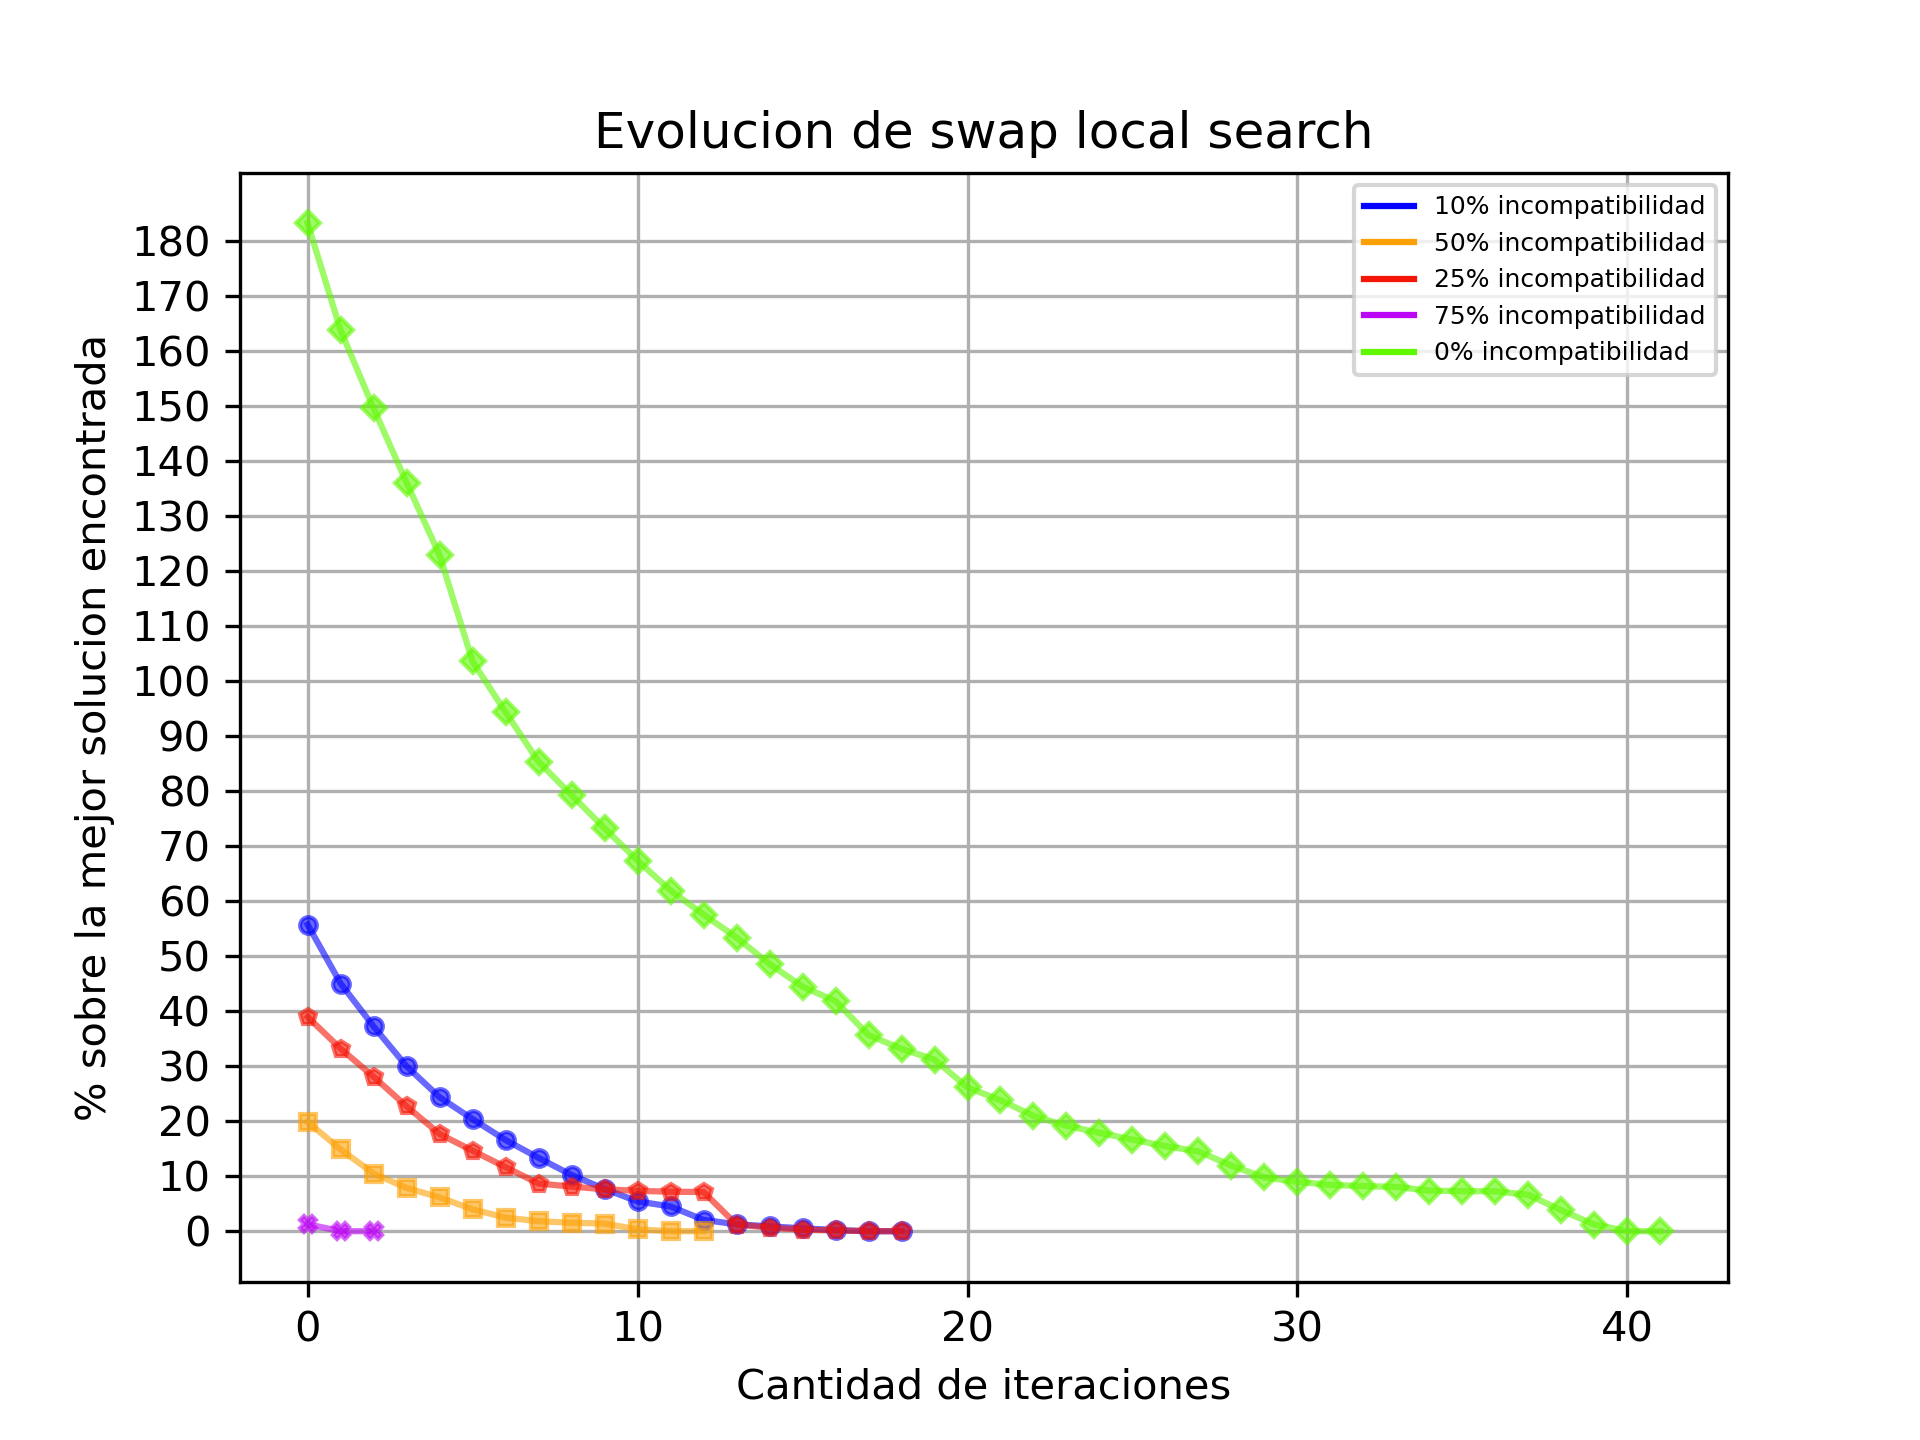 Evolucion de swap local search
% sobre la mejor solucion encontrada
180
170
160
150
140
130
120
110
100
90
80
70
60
50
40
30
20
10
0
10% incompatibilidad
50% incompatibilidad
25% incompatibilidad
75% incompatibilidad
0% incompatibilidad
0 10 20 30 40
Cantidad de iteraciones